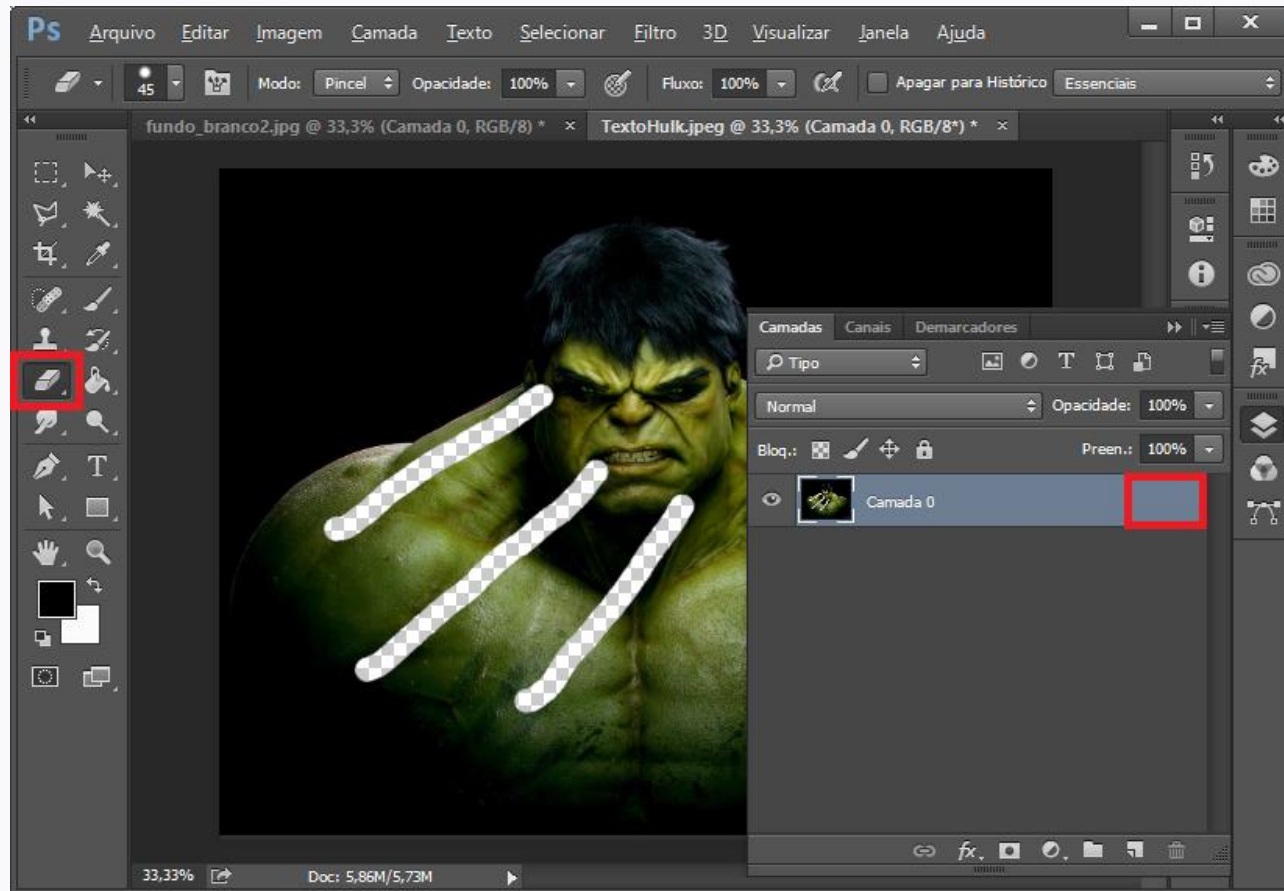 Ps Arquivo Editar Imagem Camada Texto Selecionar Filtro 3D Visualizar Janela Ajuda
45 Modo: Pincel Opacidade: 100% Fluxo: 100% Apagar para Histórico Essenciais
fundo_branco2.jpg @ 33,3% (Camada 0, RGB/8) * × TextoHulk.jpeg @ 33,3% (Camada 0, RGB/8*) * ×
Camadas Canais Demarcadores
Tipo
Normal Opacidade: 100%
Bloq.: Preen.: 100%
Camada 0
33,33% Doc: 5,86M/5,73M